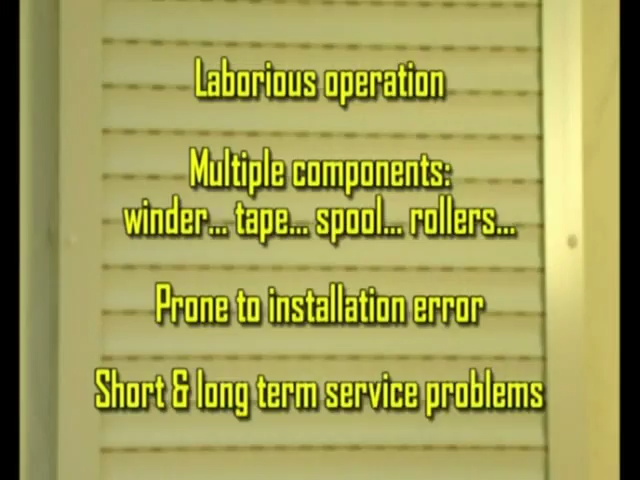 Laborious operation
Multiple components:
winder... tape... spool... rollers...
Prone to installation error
Short & long term service problems